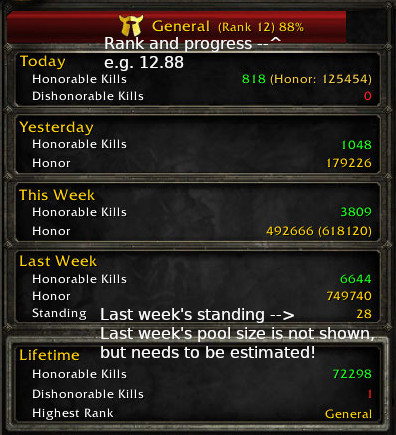 General (Rank 12) 88%
Rank and progress --^
e.g. 12.88
Today
Honorable Kills 818 (Honor: 125454)
Dishonorable Kills 0
Yesterday
Honorable Kills 1048
Honor 179226
This Week
Honorable Kills 3809
Honor 492666 (618120)
Last Week
Honorable Kills 6644
Honor 749740
Standing 28
Last week's standing -->
Last week's pool size is not shown,
but needs to be estimated!
Lifetime
Honorable Kills 72298
Dishonorable Kills 1
Highest Rank General